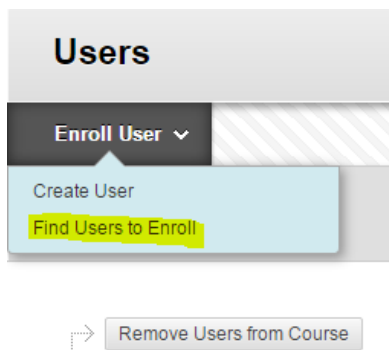 Users
Enroll User
Create User
Find Users to Enroll
Remove Users from Course